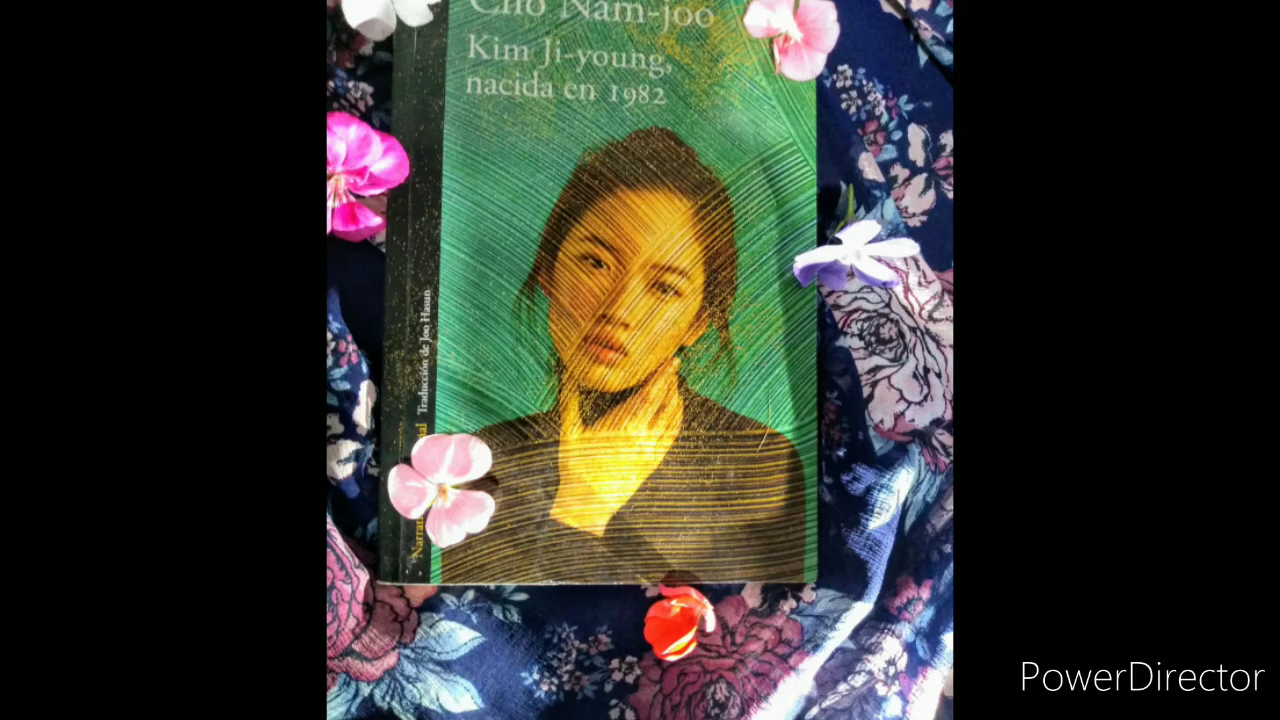 Cho Nam-joo
Kim Ji-young,
nacida en 1982
Traducción de Joo Hasun
PowerDirector